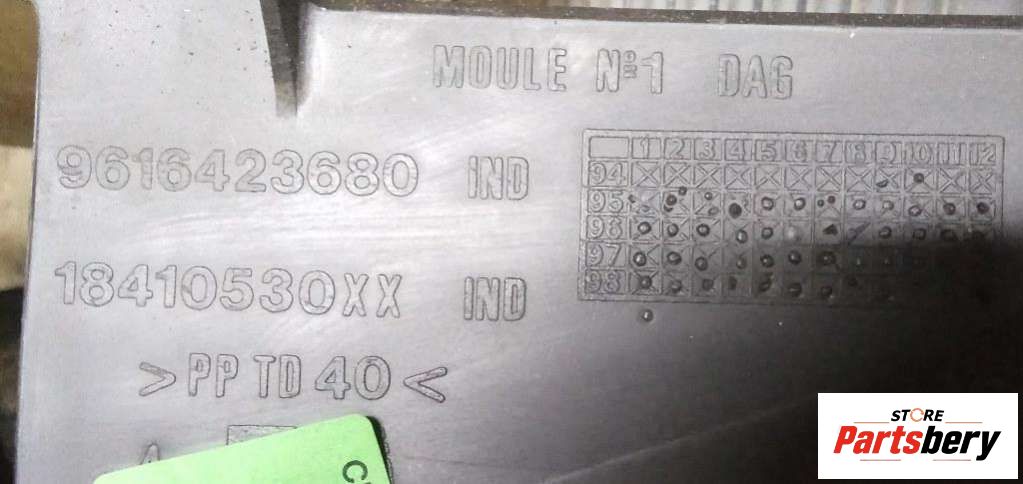 MOULE Nº1 DAG
9616423680 IND
1 2 3 4 5 6 7 8 9 10 11 12
94
95
96
97
98
18410530XX IND
>PP TD 40<
STORE
Partsbery